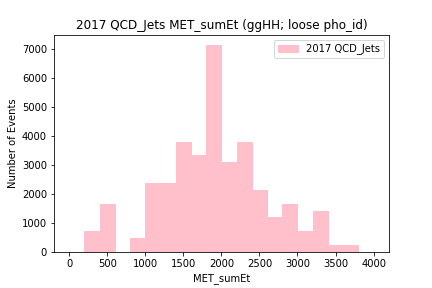 2017 QCD_Jets MET_sumEt (ggHH; loose pho_id)
2017 QCD_Jets
7000
6000
5000
4000
3000
2000
1000
0
Number of Events
0 500 1000 1500 2000 2500 3000 3500 4000
MET_sumEt